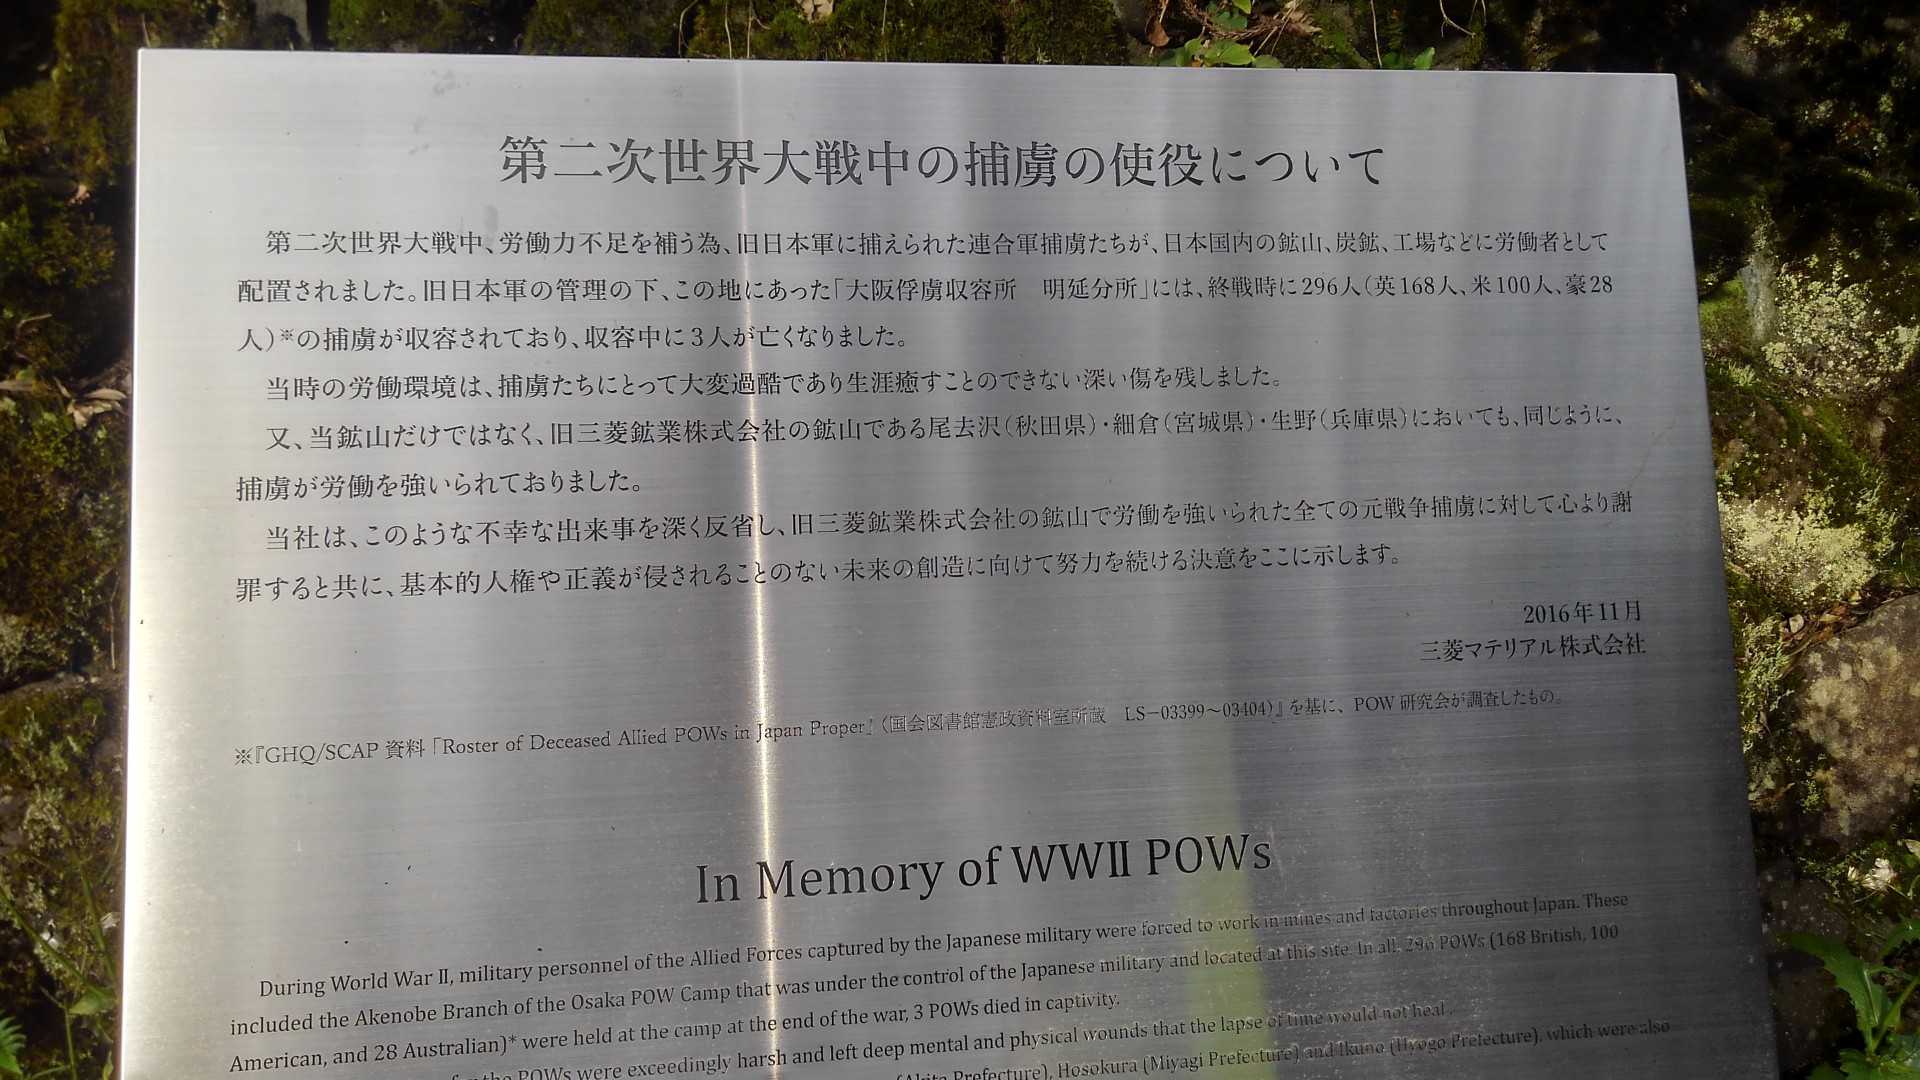 第二次世界大戦中の捕虜の使役について
第二次世界大戦中、労働力不足を補う為、旧日本軍に捕えられた連合軍捕虜たちが、日本国内の鉱山、炭鉱、工場などに労働者として
配置されました。旧日本軍の管理の下、この地にあった「大阪俘虜収容所　明延分所」には、終戦時に296人（英168人、米100人、豪28
人）※の捕虜が収容されており、収容中に3人が亡くなりました。
当時の労働環境は、捕虜たちにとって大変過酷であり生涯癒すことのできない深い傷を残しました。
又、当鉱山だけではなく、旧三菱鉱業株式会社の鉱山である尾去沢（秋田県）・細倉（宮城県）・生野（兵庫県）においても、同じように、
捕虜が労働を強いられておりました。
当社は、このような不幸な出来事を深く反省し、旧三菱鉱業株式会社の鉱山で労働を強いられた全ての元戦争捕虜に対して心より謝
罪すると共に、基本的人権や正義が侵されることのない未来の創造に向けて努力を続ける決意をここに示します。
2016年11月
三菱マテリアル株式会社
※『GHQ/SCAP 資料「Roster of Deceased Allied POWs in Japan Proper」（国会図書館憲政資料室所蔵　LS－03399～03404）』を基に、POW 研究会が調査したもの。
In Memory of WWⅡ POWs
During World War Ⅱ, military personnel of the Allied Forces captured by the Japanese military were forced to work in mines and factories throughout Japan. These
included the Akenobe Branch of the Osaka POW Camp that was under the control of the Japanese military and located at this site. In all, 296 POWs (168 British, 100
American, and 28 Australian)* were held at the camp at the end of the war, 3 POWs died in captivity.
for the POWs were exceedingly harsh and left deep mental and physical wounds that the lapse of time would not heal.
(Akita Prefecture), Hosokura (Miyagi Prefecture) and Ikuno (Hyogo Prefecture), which were also